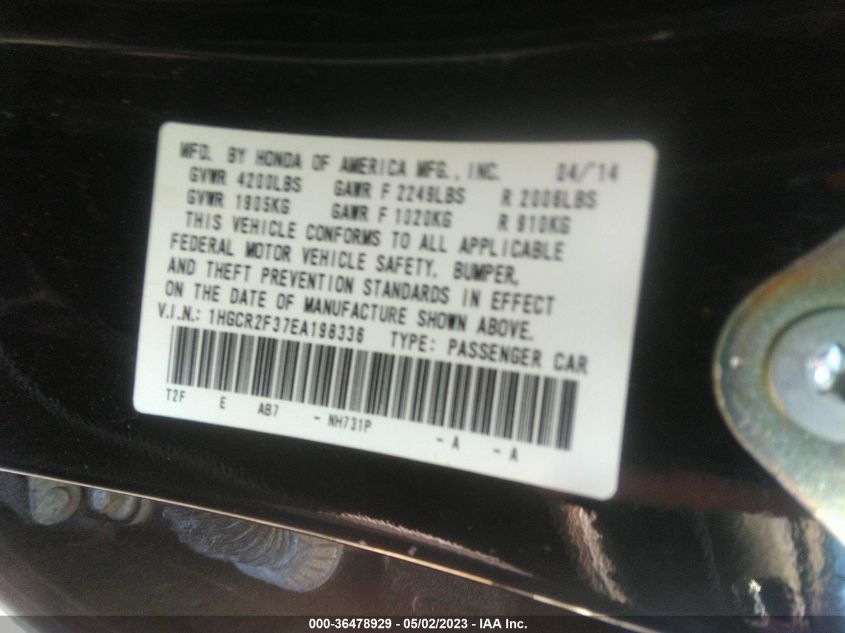 MFD. BY HONDA OF AMERICA MFG., INC. 04/14
GVWR 4200LBS GAWR F 2249LBS R 2006LBS
GVWR 1905KG GAWR F 1020KG R 910KG
THIS VEHICLE CONFORMS TO ALL APPLICABLE
FEDERAL MOTOR VEHICLE SAFETY, BUMPER,
AND THEFT PREVENTION STANDARDS IN EFFECT
ON THE DATE OF MANUFACTURE SHOWN ABOVE.
V.I.N.: 1HGCR2F37EA198336 TYPE: PASSENGER CAR
T2F E AB7 - NH731P - A - A
000-36478929 - 05/02/2023 - IAA Inc.